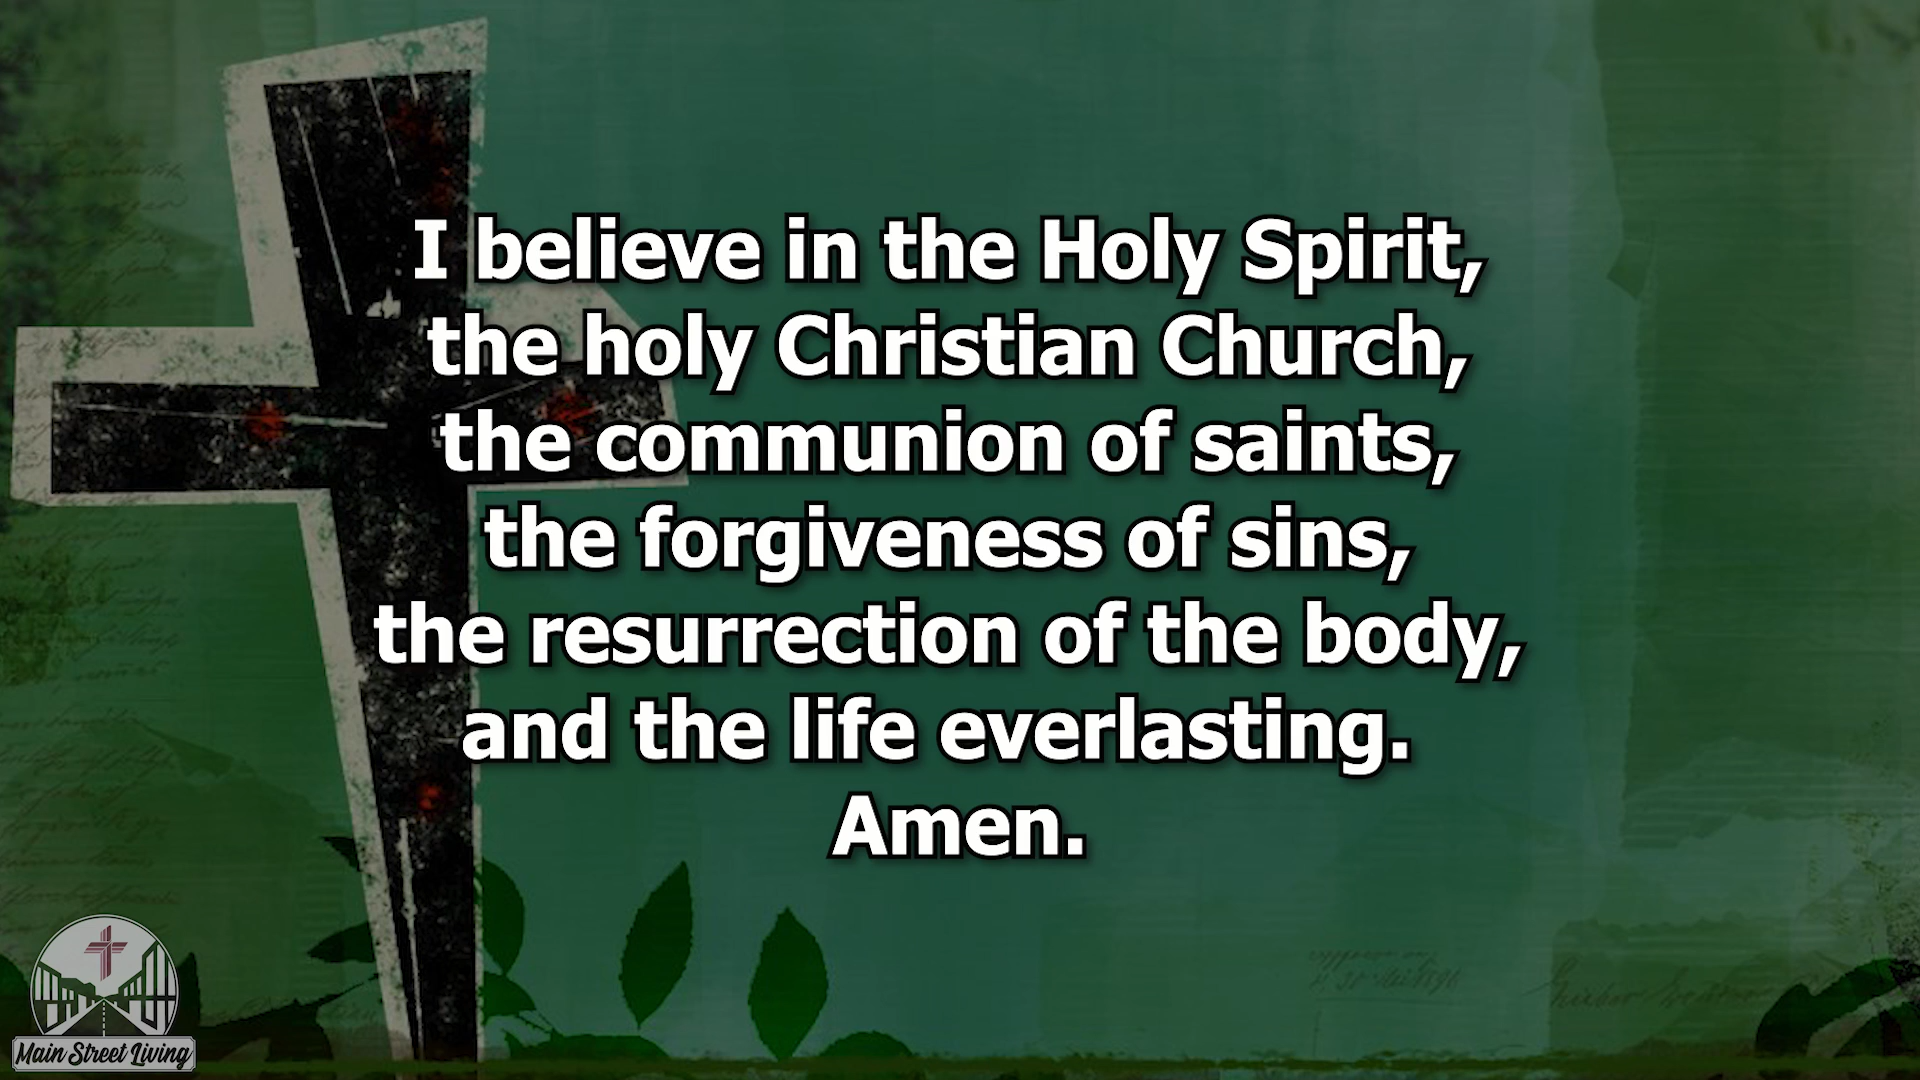 I believe in the Holy Spirit,
the holy Christian Church,
the communion of saints,
the forgiveness of sins,
the resurrection of the body,
and the life everlasting.
Amen.
Main Street Living